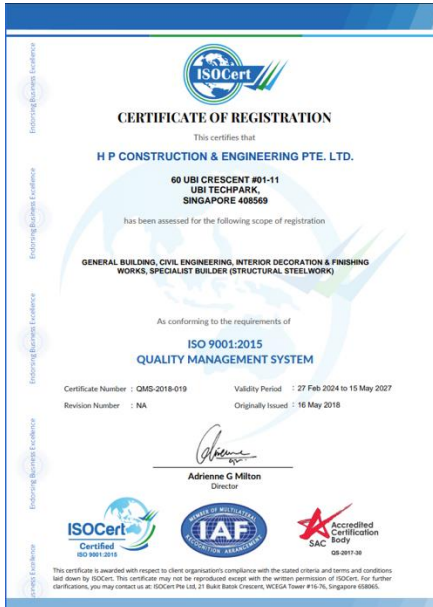 ISOCert
CERTIFICATE OF REGISTRATION
This certifies that
H P CONSTRUCTION & ENGINEERING PTE. LTD.
60 UBI CRESCENT #01-11
UBI TECHPARK,
SINGAPORE 408569
has been assessed for the following scope of registration
GENERAL BUILDING, CIVIL ENGINEERING, INTERIOR DECORATION & FINISHING
WORKS, SPECIALIST BUILDER (STRUCTURAL STEELWORK)
As conforming to the requirements of
ISO 9001:2015
QUALITY MANAGEMENT SYSTEM
Certificate Number : QMS-2018-019
Validity Period : 27 Feb 2024 to 15 May 2027
Revision Number : NA
Originally Issued : 16 May 2018
Adrienne G Milton
Director
ISOCert
Certified
ISO 9001:2015
MEMBER OF MULTILATERAL
IAF
RECOGNITION ARRANGEMENT
SAC
Accredited
Certification
Body
QS-2017-30
This certificate is awarded with respect to client organisation's compliance with the stated criteria and terms and conditions
laid down by ISOCert. This certificate may not be reproduced except with the written permission of ISOCert. For further
clarifications, you may contact us at: ISOCert Pte Ltd, 21 Bukit Batok Crescent, WCEGA Tower #16-76, Singapore 658065.
Endorsing Business Excellence
Endorsing Business Excellence
Endorsing Business Excellence
Endorsing Business Excellence
Business Excellence